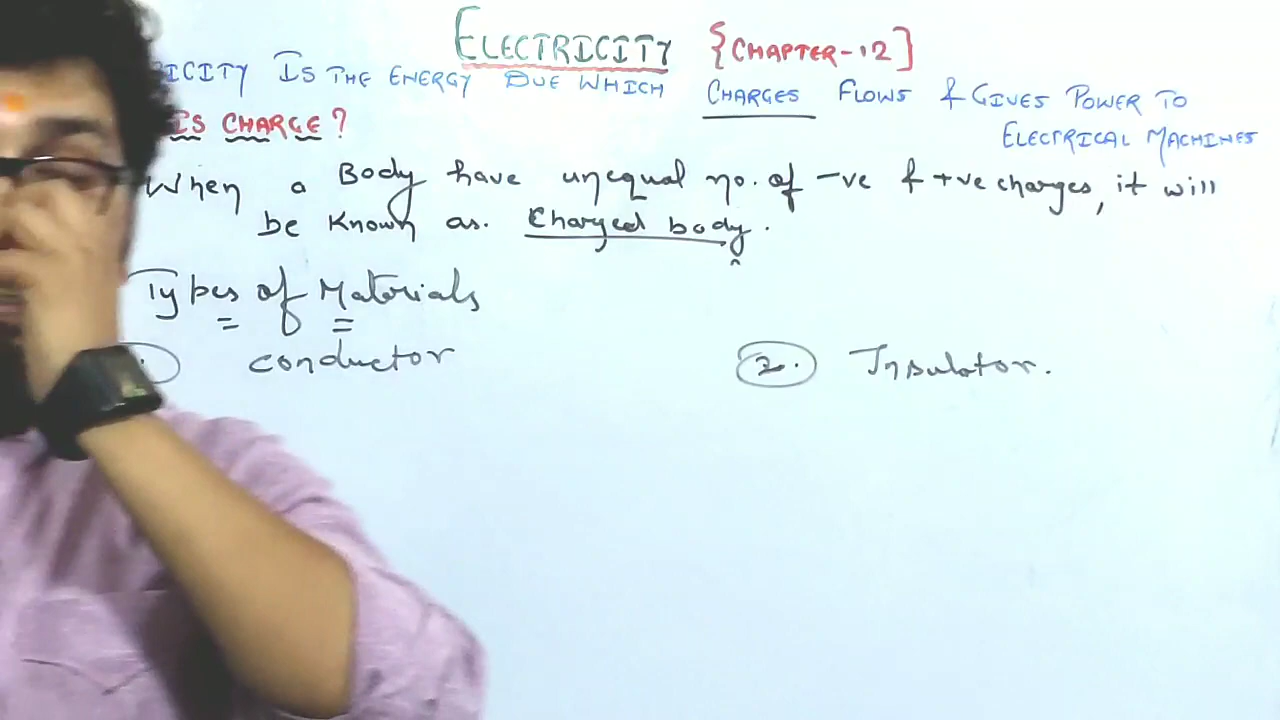 ELECTRICITY {CHAPTER-12]
RICITY IS THE ENERGY DUE WHICH CHARGES FLOWS & GIVES POWER TO
ELECTRICAL MACHINES
IS CHARGE?
When a Body have unequal no. of -ve & +ve charges, it will
be known as. Charged body.
Types of Materials
conductor 2. Insulator.